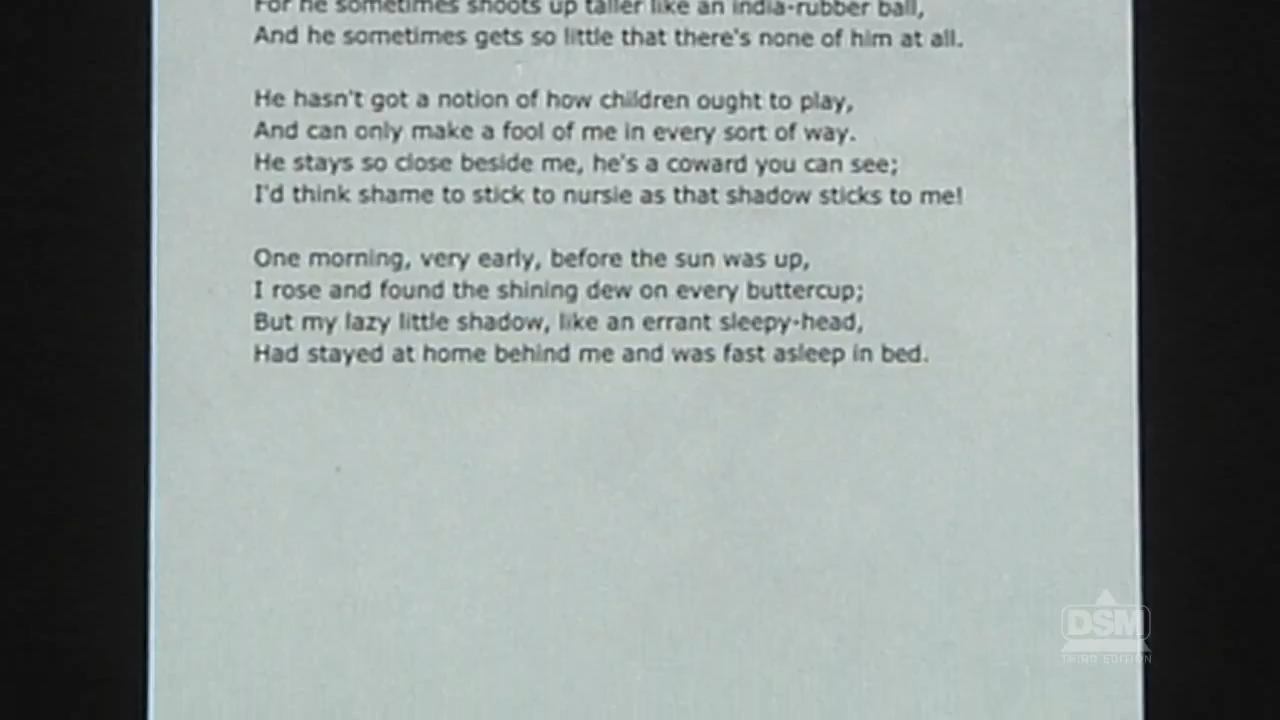 For he sometimes shoots up taller like an india-rubber ball,
And he sometimes gets so little that there's none of him at all.
He hasn't got a notion of how children ought to play,
And can only make a fool of me in every sort of way.
He stays so close beside me, he's a coward you can see;
I'd think shame to stick to nursie as that shadow sticks to me!
One morning, very early, before the sun was up,
I rose and found the shining dew on every buttercup;
But my lazy little shadow, like an errant sleepy-head,
Had stayed at home behind me and was fast asleep in bed.
DSM
THIRD EDITION